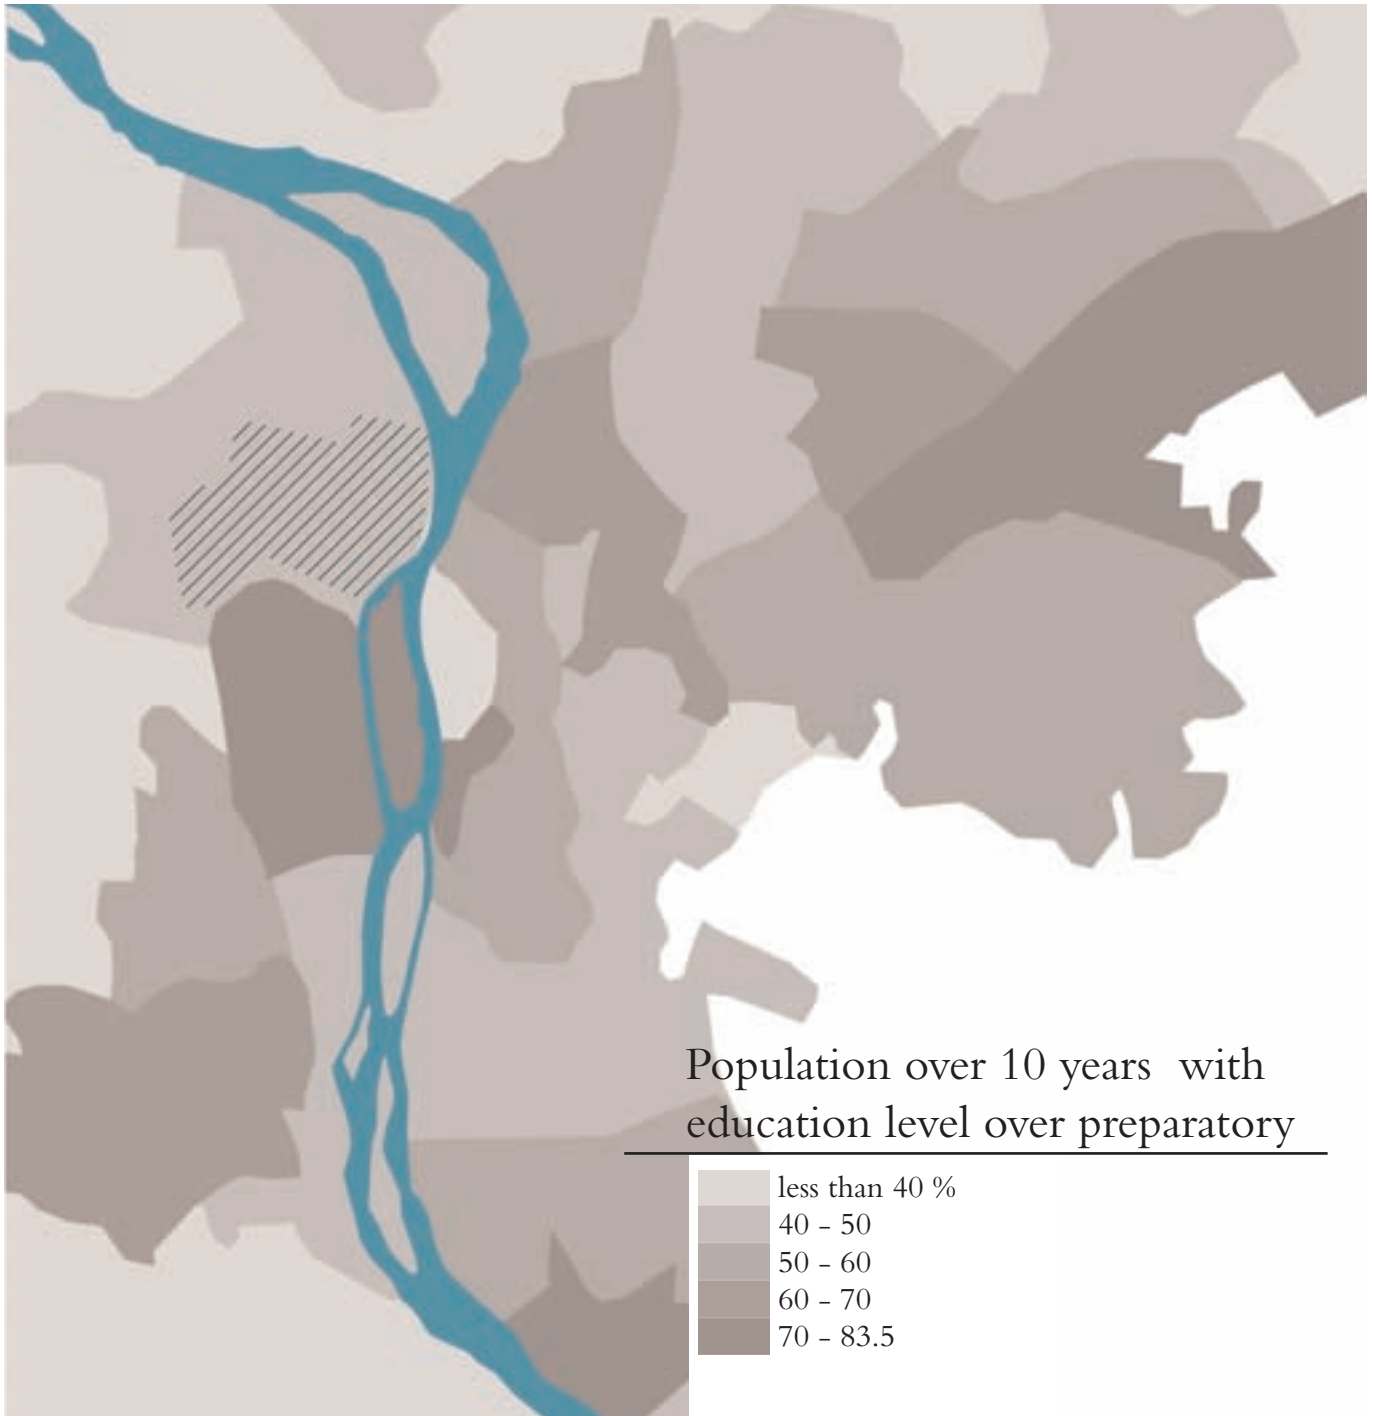 Population over 10 years with
education level over preparatory
less than 40 %
40 - 50
50 - 60
60 - 70
70 - 83.5